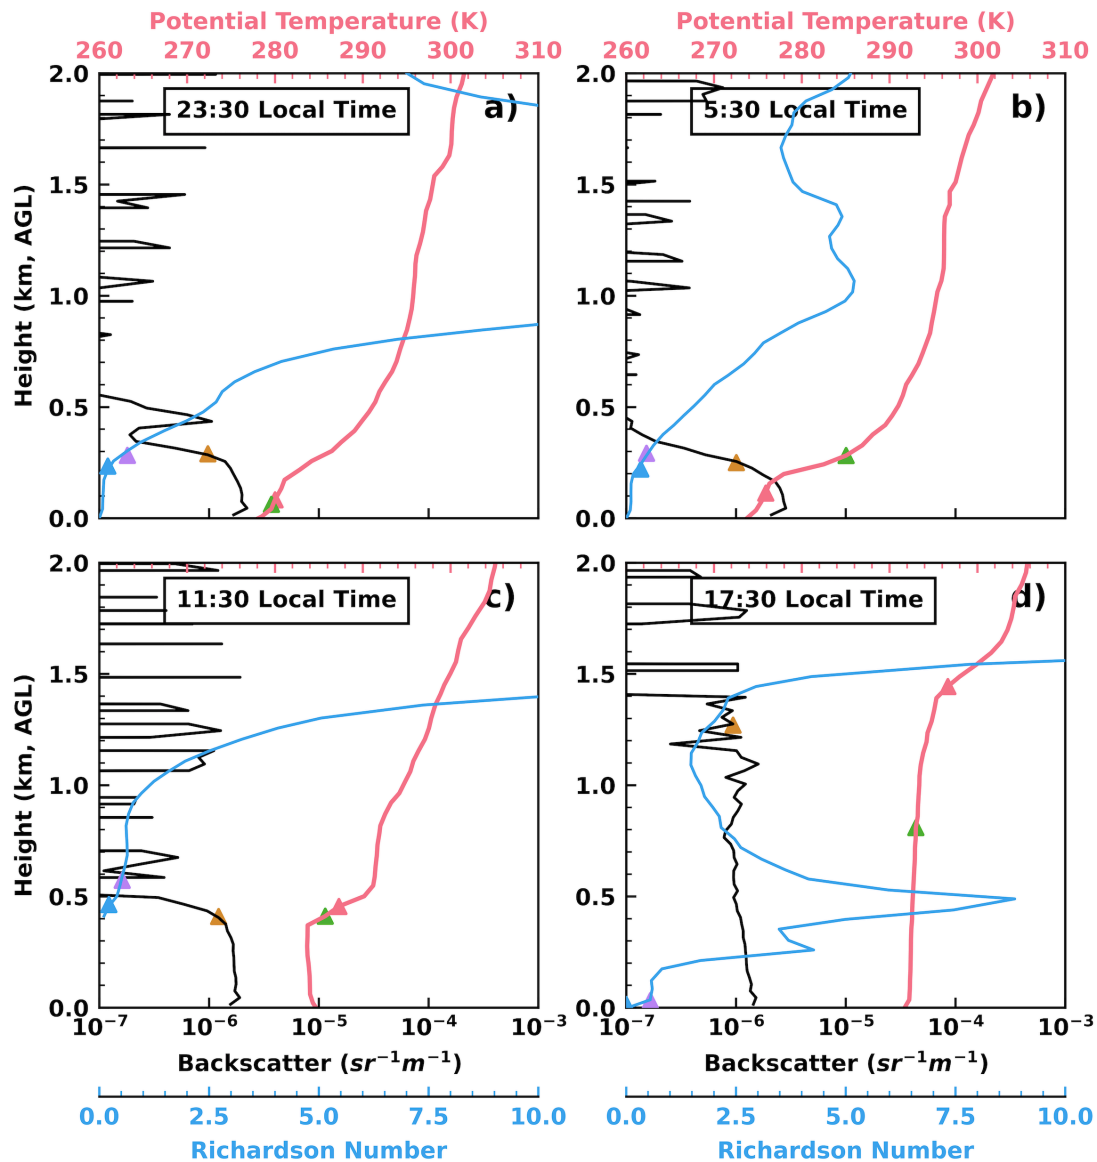 Potential Temperature (K) Potential Temperature (K)
260 270 280 290 300 310 260 270 280 290 300 310
2.0 23:30 Local Time a) 2.0 5:30 Local Time b)
1.5 1.5
1.0 1.0
0.5 0.5
0.0 0.0
Height (km, AGL)
2.0 11:30 Local Time c) 2.0 17:30 Local Time d)
1.5 1.5
1.0 1.0
0.5 0.5
0.0 0.0
Height (km, AGL)
10⁻⁷ 10⁻⁶ 10⁻⁵ 10⁻⁴ 10⁻³ 10⁻⁷ 10⁻⁶ 10⁻⁵ 10⁻⁴ 10⁻³
Backscatter (sr⁻¹m⁻¹) Backscatter (sr⁻¹m⁻¹)
0.0 2.5 5.0 7.5 10.0 0.0 2.5 5.0 7.5 10.0
Richardson Number Richardson Number